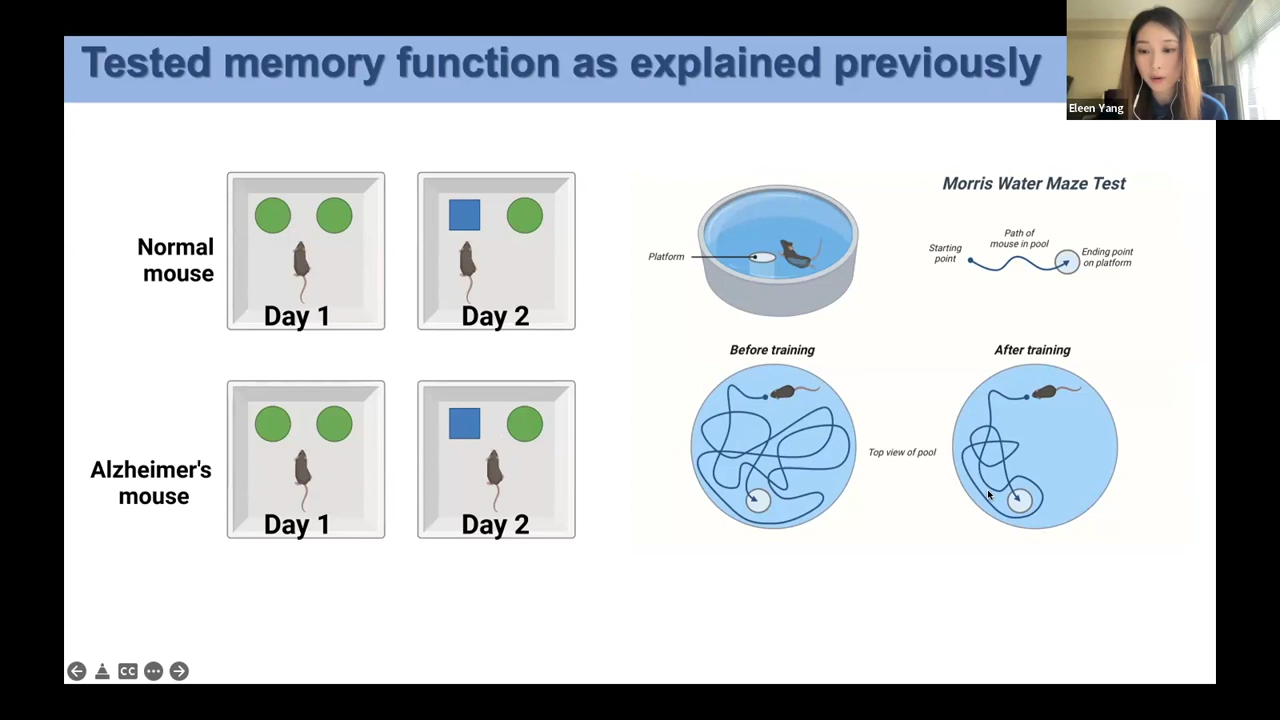 Tested memory function as explained previously
Eleen Yang
Normal
mouse
Day 1
Day 2
Alzheimer's
mouse
Day 1
Day 2
Morris Water Maze Test
Platform
Starting
point
Path of
mouse in pool
Ending point
on platform
Before training
After training
Top view of pool
CC